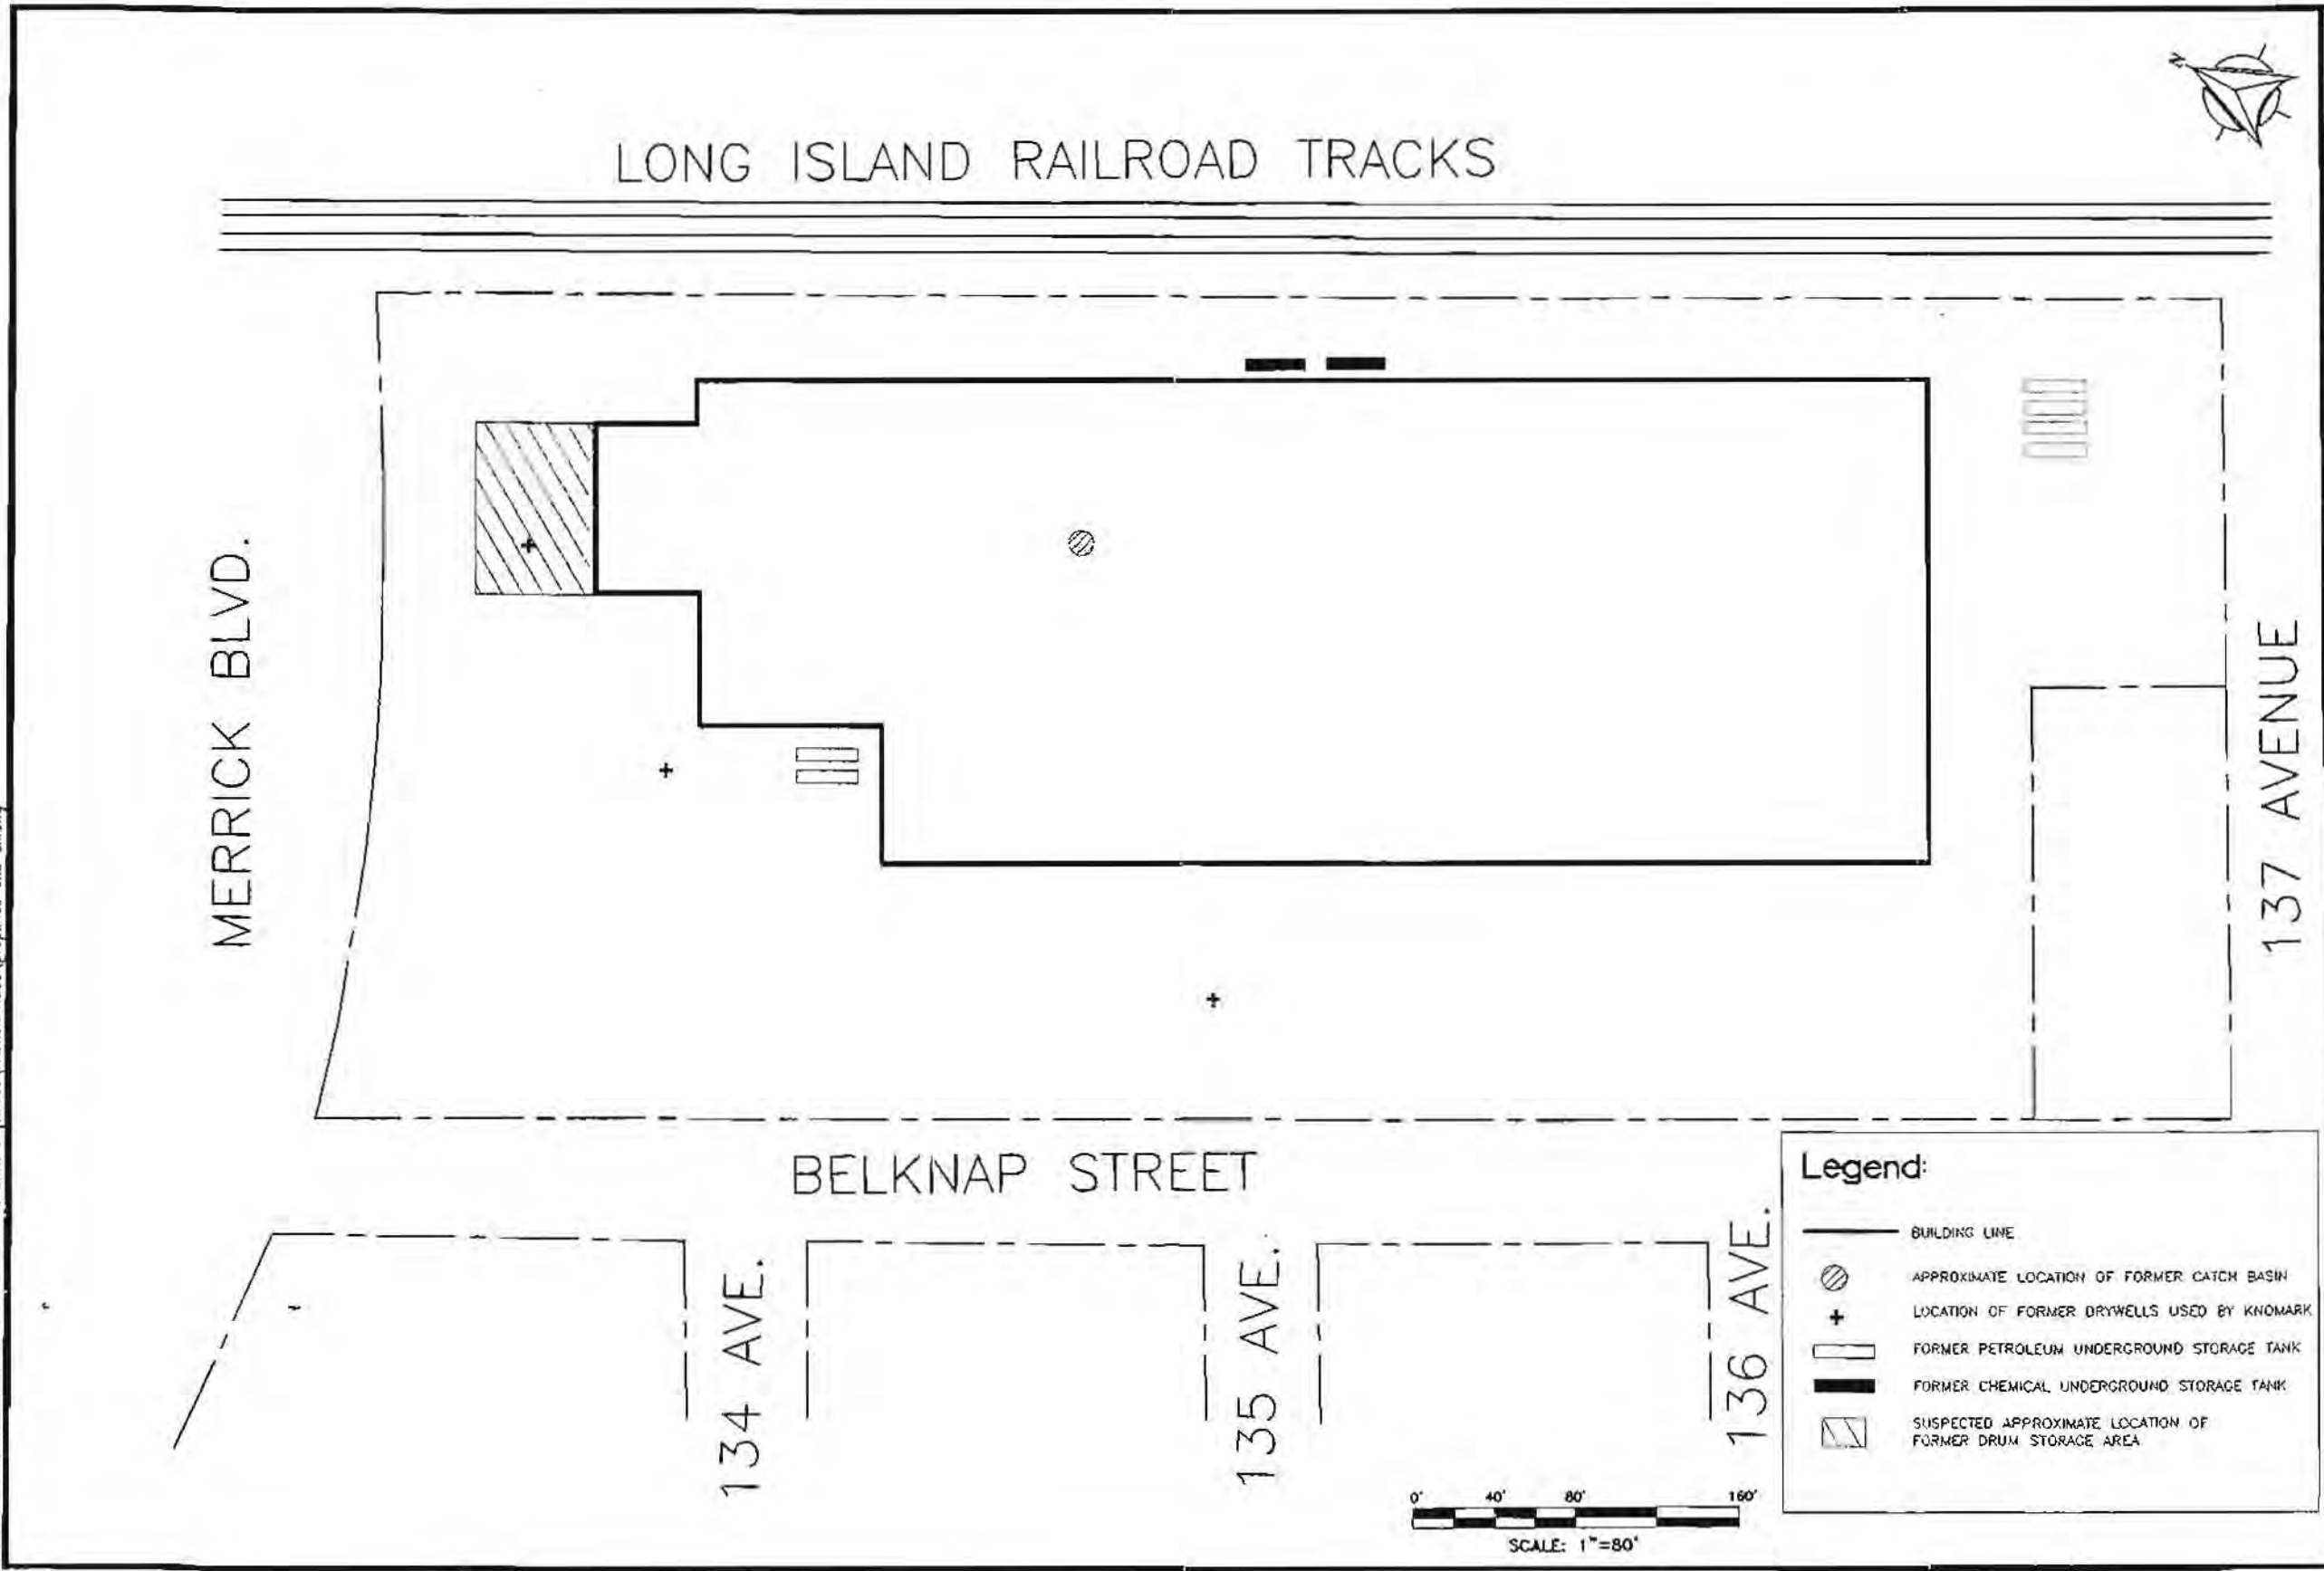 N
LONG ISLAND RAILROAD TRACKS
MERRICK BLVD.
137 AVENUE
BELKNAP STREET
134 AVE.
135 AVE.
136 AVE.
Legend:
BUILDING LINE
APPROXIMATE LOCATION OF FORMER CATCH BASIN
LOCATION OF FORMER DRYWELLS USED BY KNOMARK
FORMER PETROLEUM UNDERGROUND STORAGE TANK
FORMER CHEMICAL UNDERGROUND STORAGE TANK
SUSPECTED APPROXIMATE LOCATION OF
FORMER DRUM STORAGE AREA
0' 40' 80' 160'
SCALE: 1"=80'